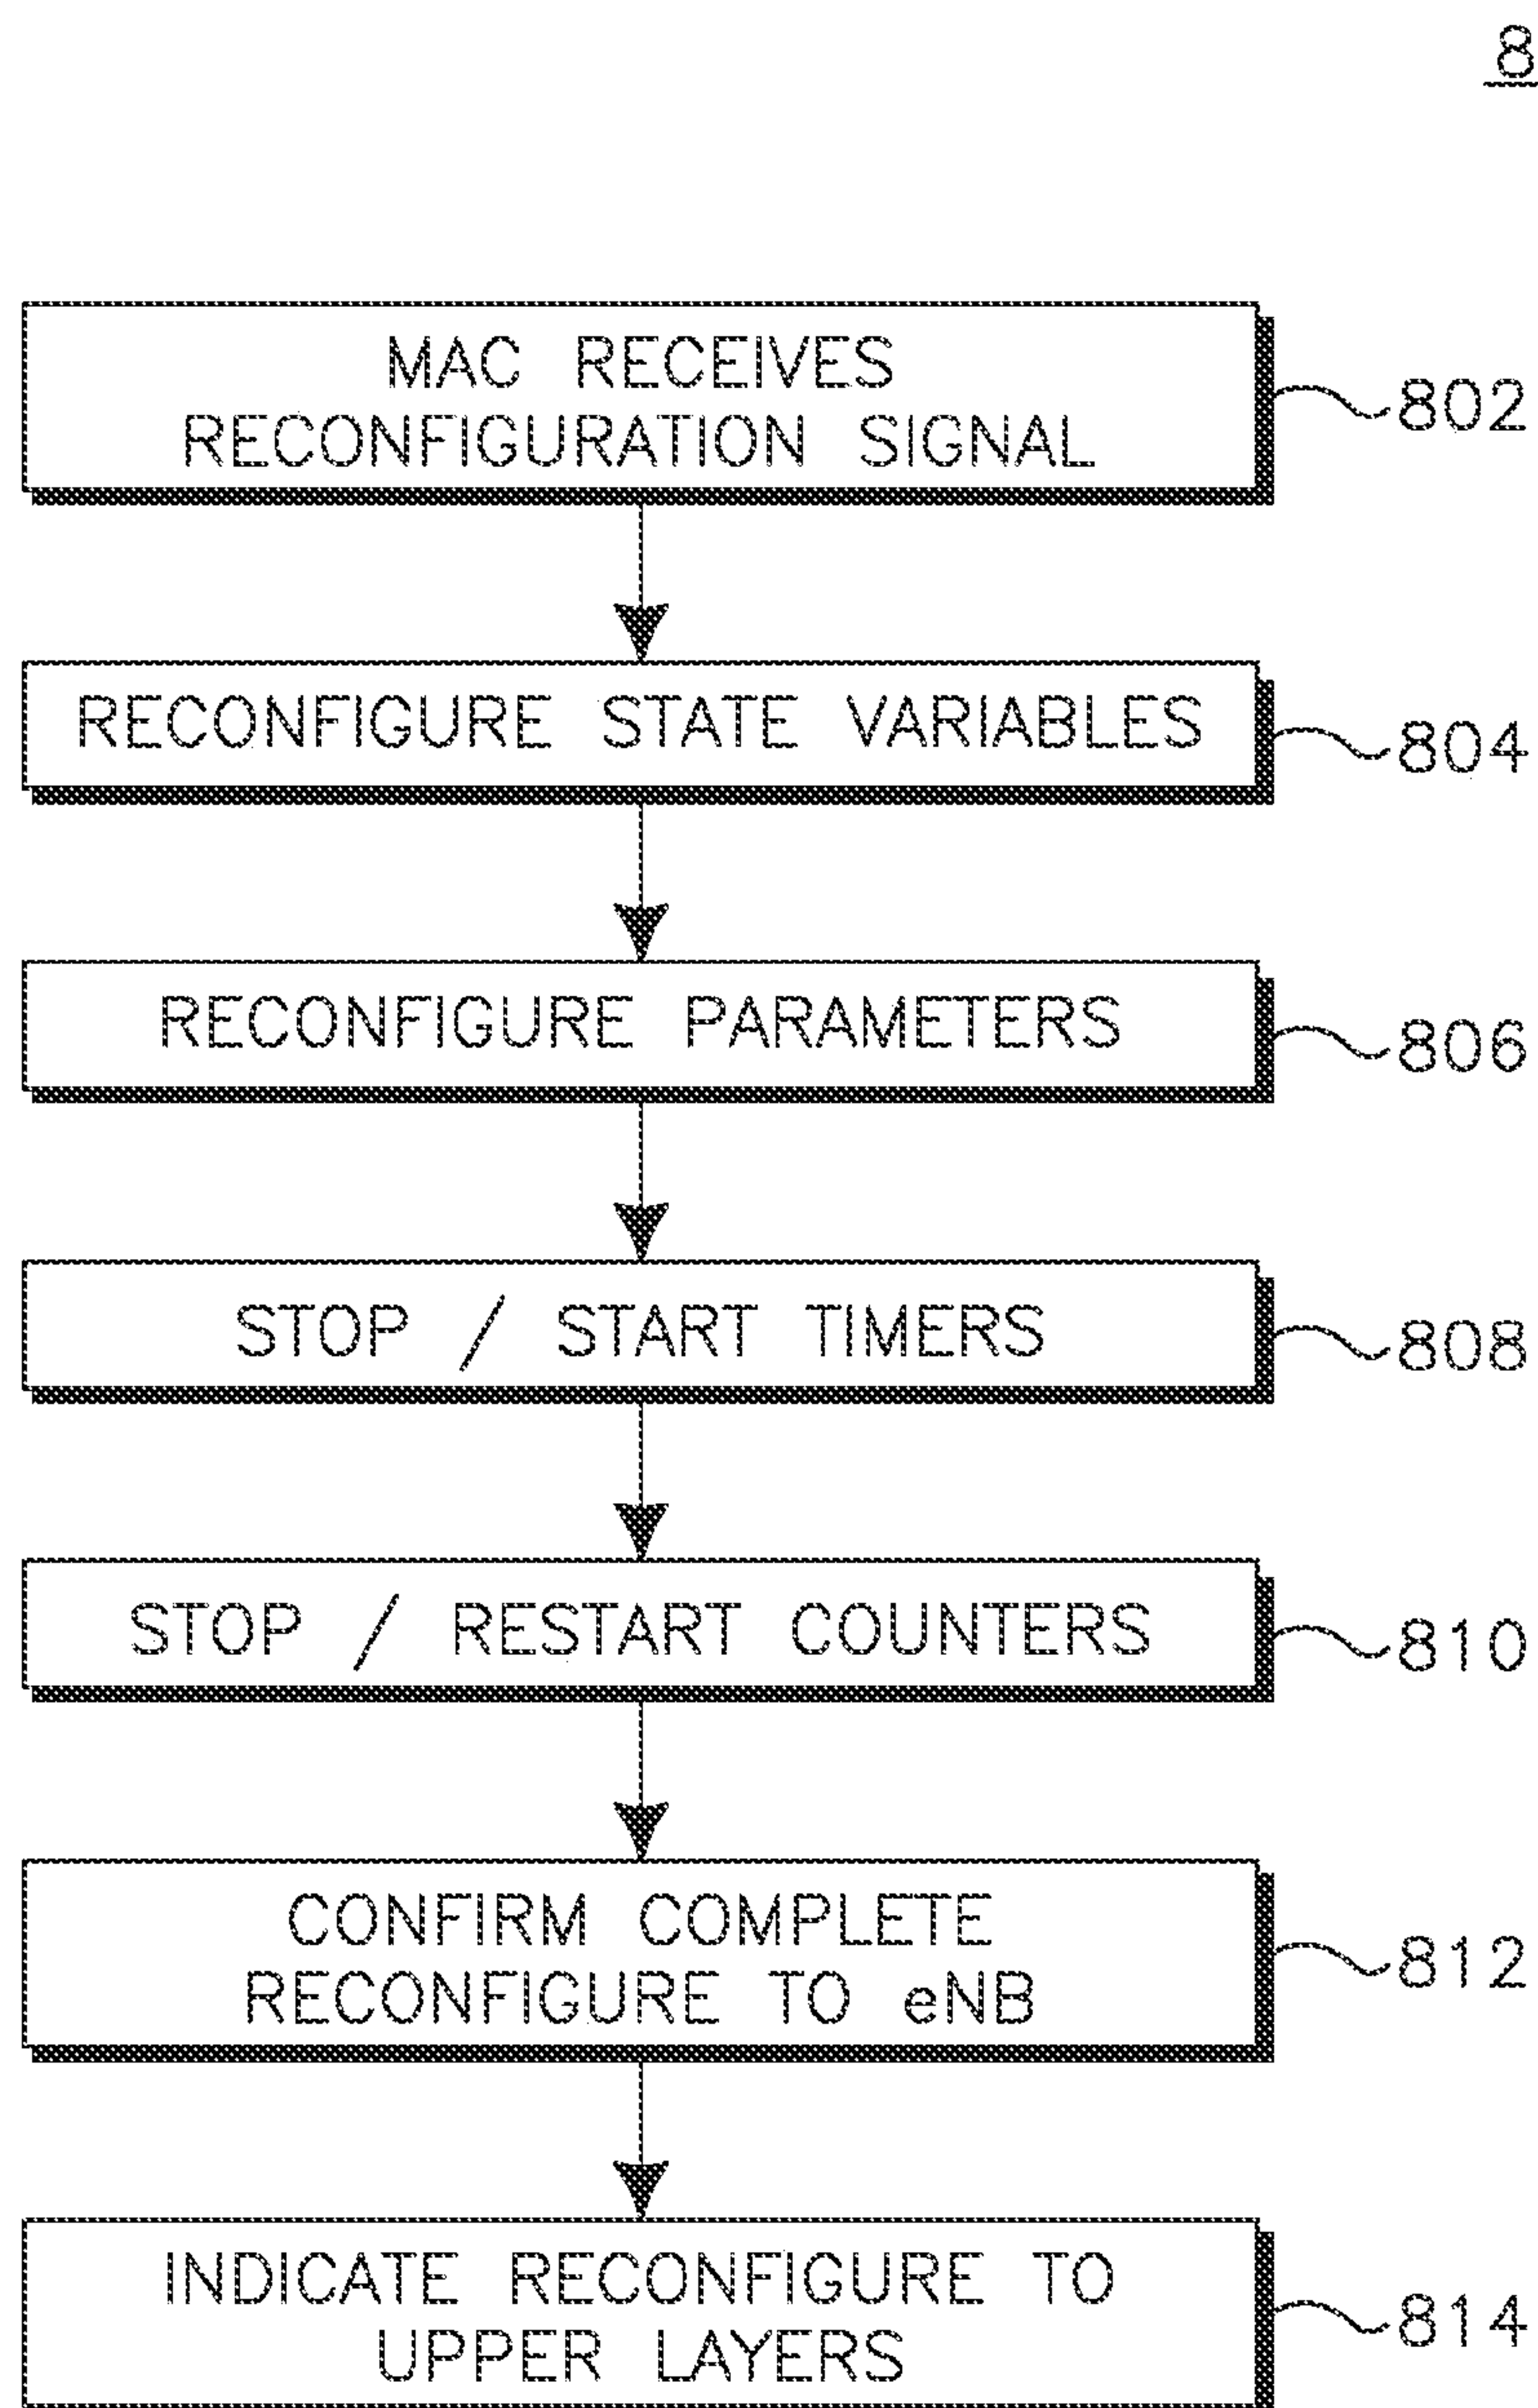 8
MAC RECEIVES
RECONFIGURATION SIGNAL
802
RECONFIGURE STATE VARIABLES
804
RECONFIGURE PARAMETERS
806
STOP / START TIMERS
808
STOP / RESTART COUNTERS
810
CONFIRM COMPLETE
RECONFIGURE TO eNB
812
INDICATE RECONFIGURE TO
UPPER LAYERS
814